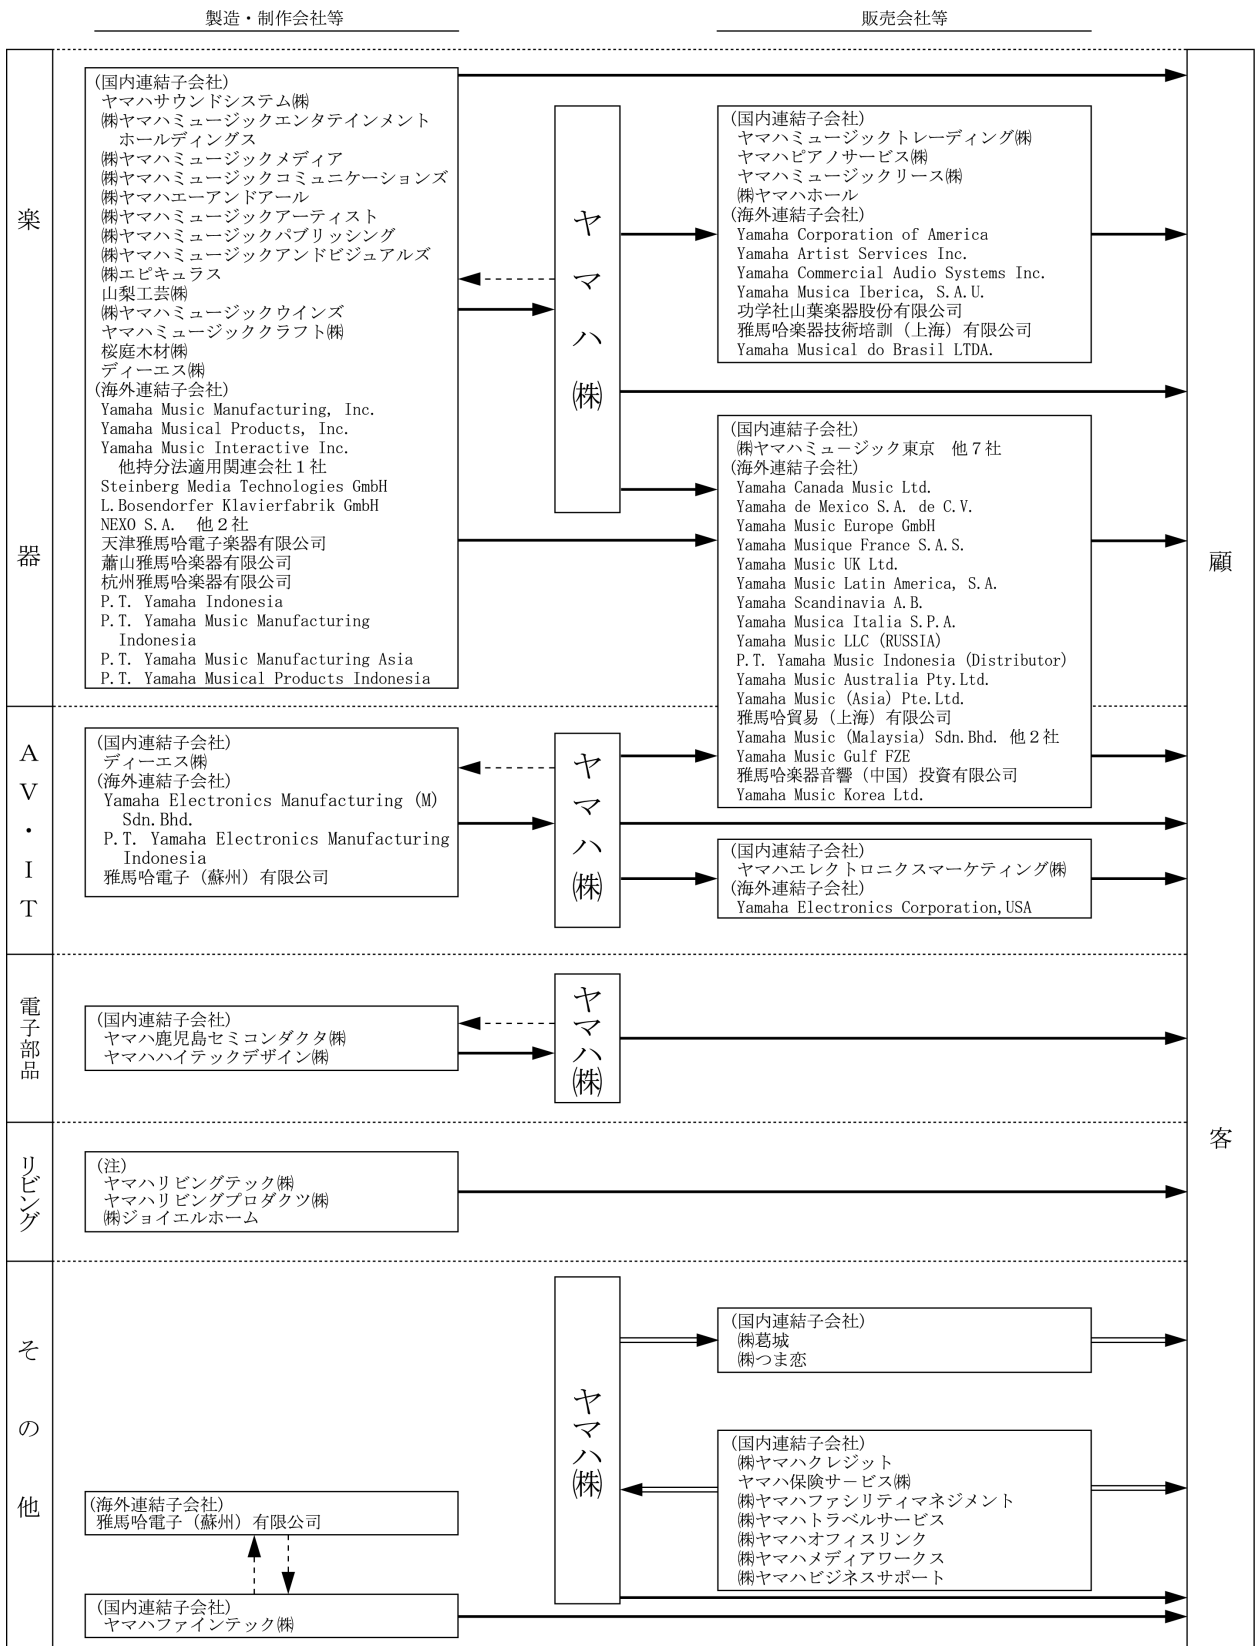 製造・制作会社等
販売会社等
楽器
(国内連結子会社)
ヤマハサウンドシステム㈱
㈱ヤマハミュージックエンタテインメント
ホールディングス
㈱ヤマハミュージックメディア
㈱ヤマハミュージックコミュニケーションズ
㈱ヤマハエーアンドアール
㈱ヤマハミュージックアーティスト
㈱ヤマハミュージックパブリッシング
㈱ヤマハミュージックアンドビジュアルズ
㈱エピキュラス
山梨工芸㈱
㈱ヤマハミュージックウインズ
ヤマハミュージッククラフト㈱
桜庭木材㈱
ディーエス㈱
(海外連結子会社)
Yamaha Music Manufacturing, Inc.
Yamaha Musical Products, Inc.
Yamaha Music Interactive Inc.
他持分法適用関連会社１社
Steinberg Media Technologies GmbH
L.Bosendorfer Klavierfabrik GmbH
NEXO S.A. 他２社
天津雅馬哈電子楽器有限公司
蕭山雅馬哈楽器有限公司
杭州雅馬哈楽器有限公司
P.T. Yamaha Indonesia
P.T. Yamaha Music Manufacturing
Indonesia
P.T. Yamaha Music Manufacturing Asia
P.T. Yamaha Musical Products Indonesia
ヤマハ㈱
(国内連結子会社)
ヤマハミュージックトレーディング㈱
ヤマハピアノサービス㈱
ヤマハミュージックリース㈱
㈱ヤマハホール
(海外連結子会社)
Yamaha Corporation of America
Yamaha Artist Services Inc.
Yamaha Commercial Audio Systems Inc.
Yamaha Musica Iberica, S.A.U.
功学社山葉楽器股份有限公司
雅馬哈楽器技術培訓（上海）有限公司
Yamaha Musical do Brasil LTDA.
(国内連結子会社)
㈱ヤマハミュージック東京　他７社
(海外連結子会社)
Yamaha Canada Music Ltd.
Yamaha de Mexico S.A. de C.V.
Yamaha Music Europe GmbH
Yamaha Musique France S.A.S.
Yamaha Music UK Ltd.
Yamaha Music Latin America, S.A.
Yamaha Scandinavia A.B.
Yamaha Musica Italia S.P.A.
Yamaha Music LLC (RUSSIA)
P.T. Yamaha Music Indonesia (Distributor)
Yamaha Music Australia Pty.Ltd.
Yamaha Music (Asia) Pte.Ltd.
雅馬哈貿易（上海）有限公司
Yamaha Music (Malaysia) Sdn.Bhd. 他２社
Yamaha Music Gulf FZE
雅馬哈楽器音響（中国）投資有限公司
Yamaha Music Korea Ltd.
顧客
ＡＶ・ＩＴ
(国内連結子会社)
ディーエス㈱
(海外連結子会社)
Yamaha Electronics Manufacturing (M)
Sdn.Bhd.
P.T. Yamaha Electronics Manufacturing
Indonesia
雅馬哈電子（蘇州）有限公司
ヤマハ㈱
(国内連結子会社)
ヤマハエレクトロニクスマーケティング㈱
(海外連結子会社)
Yamaha Electronics Corporation,USA
電子部品
(国内連結子会社)
ヤマハ鹿児島セミコンダクタ㈱
ヤマハハイテックデザイン㈱
ヤマハ㈱
リビング
(注)
ヤマハリビングテック㈱
ヤマハリビングプロダクツ㈱
㈱ジョイエルホーム
その他
ヤマハ㈱
(国内連結子会社)
㈱葛城
㈱つま恋
(国内連結子会社)
㈱ヤマハクレジット
ヤマハ保険サービス㈱
㈱ヤマハファシリティマネジメント
㈱ヤマハトラベルサービス
㈱ヤマハオフィスリンク
㈱ヤマハメディアワークス
㈱ヤマハビジネスサポート
(海外連結子会社)
雅馬哈電子（蘇州）有限公司
(国内連結子会社)
ヤマハファインテック㈱